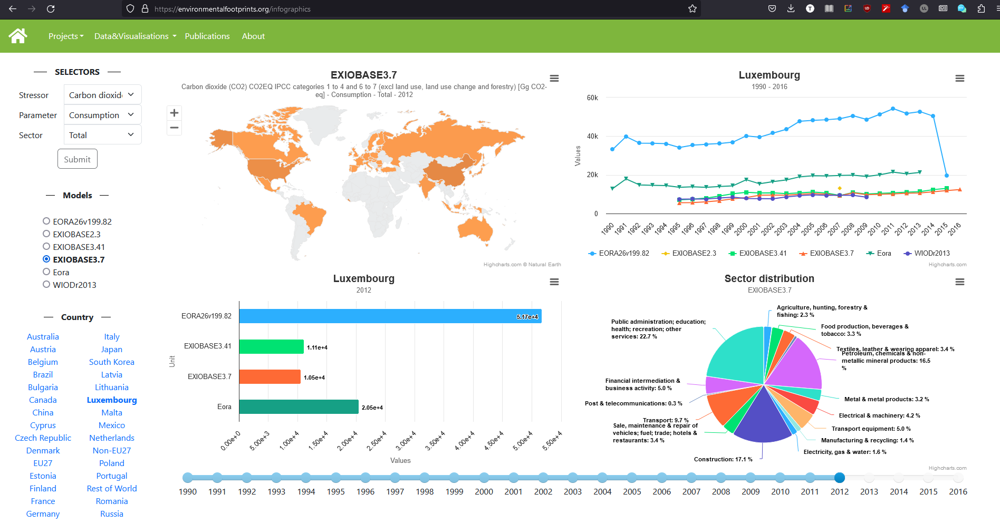 https://environmentalfootprints.org/infographics
Projects
Data&Visualisations
Publications
About
SELECTORS
Stressor
Carbon dioxid
Parameter
Consumption
Sector
Total
Submit
Models
EORA26v199.82
EXIOBASE2.3
EXIOBASE3.41
EXIOBASE3.7
Eora
WIODr2013
Country
Australia Italy
Austria Japan
Belgium South Korea
Brazil Latvia
Bulgaria Lithuania
Canada Luxembourg
China Malta
Cyprus Mexico
Czech Republic Netherlands
Denmark Non-EU27
EU27 Poland
Estonia Portugal
Finland Rest of World
France Romania
Germany Russia
EXIOBASE3.7
Carbon dioxide (CO2) CO2EQ IPCC categories 1 to 4 and 6 to 7 (excl land use, land use change and forestry) [Gg CO2-
eq] - Consumption - Total - 2012
Highcharts.com © Natural Earth
Luxembourg
1990 - 2016
60k
40k
20k
0
Values
1990 1991 1992 1993 1994 1995 1996 1997 1998 1999 2000 2001 2002 2003 2004 2005 2006 2007 2008 2009 2010 2011 2012 2013 2014 2015 2016
EORA26v199.82 EXIOBASE2.3 EXIOBASE3.41 EXIOBASE3.7 Eora WIODr2013
Highcharts.com
Luxembourg
2012
Unit
EORA26v199.82 5.17e+4
EXIOBASE3.41 1.11e+4
EXIOBASE3.7 1.05e+4
Eora 2.05e+4
0.00e+0 5.00e+3 1.00e+4 1.50e+4 2.00e+4 2.50e+4 3.00e+4 3.50e+4 4.00e+4 4.50e+4 5.00e+4 5.50e+4
Values
Sector distribution
EXIOBASE3.7
Agriculture, hunting, forestry &
fishing: 2.3 %
Food production, beverages &
tobacco: 3.3 %
Textiles, leather & wearing apparel: 3.4 %
Petroleum, chemicals & non-
metallic mineral products: 16.5
%
Metal & metal products: 3.2 %
Electrical & machinery: 4.2 %
Transport equipment: 5.0 %
Manufacturing & recycling: 1.4 %
Electricity, gas & water: 1.6 %
Construction: 17.1 %
Sale, maintenance & repair of
vehicles; fuel; trade; hotels &
restaurants: 3.4 %
Transport: 9.7 %
Post & telecommunications: 0.3 %
Financial intermediation &
business activity: 5.0 %
Public administration; education;
health; recreation; other
services: 22.7 %
Highcharts.com
1990 1991 1992 1993 1994 1995 1996 1997 1998 1999 2000 2001 2002 2003 2004 2005 2006 2007 2008 2009 2010 2011 2012 2013 2014 2015 2016